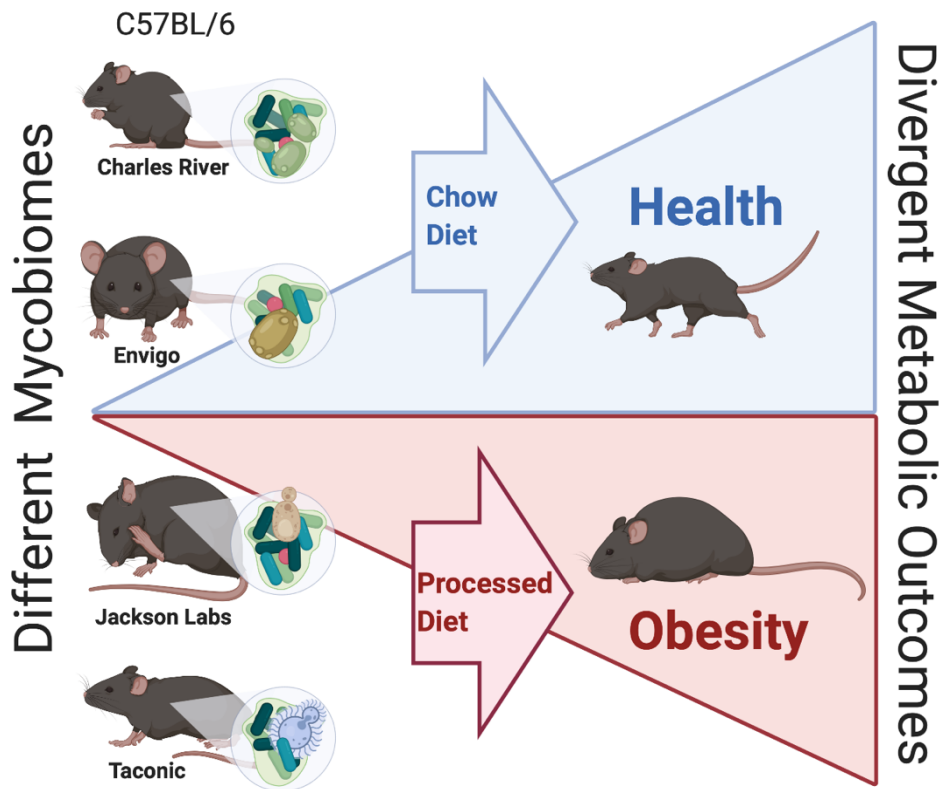 C57BL/6
Different Mycobiomes
Charles River
Envigo
Jackson Labs
Taconic
Chow
Diet
Health
Processed
Diet
Obesity
Divergent Metabolic Outcomes